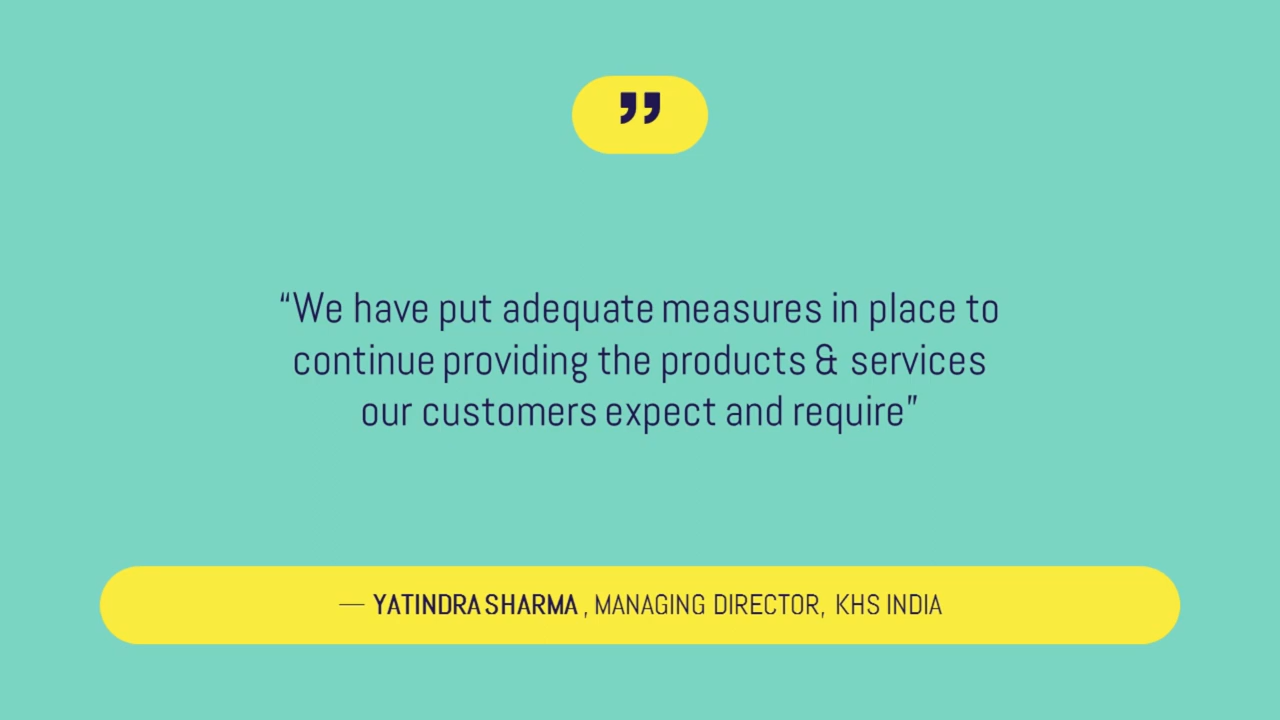 ”
“We have put adequate measures in place to
continue providing the products & services
our customers expect and require”
— YATINDRA SHARMA , MANAGING DIRECTOR, KHS INDIA